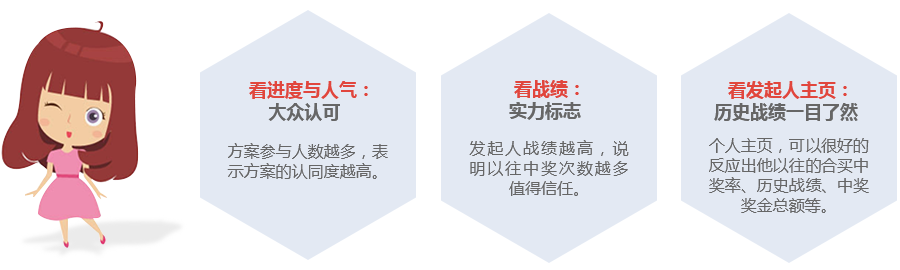 看进度与人气：
大众认可
方案参与人数越多，表
示方案的认同度越高。
看战绩：
实力标志
发起人战绩越高，说
明以往中奖次数越多
值得信任。
看发起人主页：
历史战绩一目了然
个人主页，可以很好的
反应出他以往的合买中
奖率、历史战绩、中奖
奖金总额等。